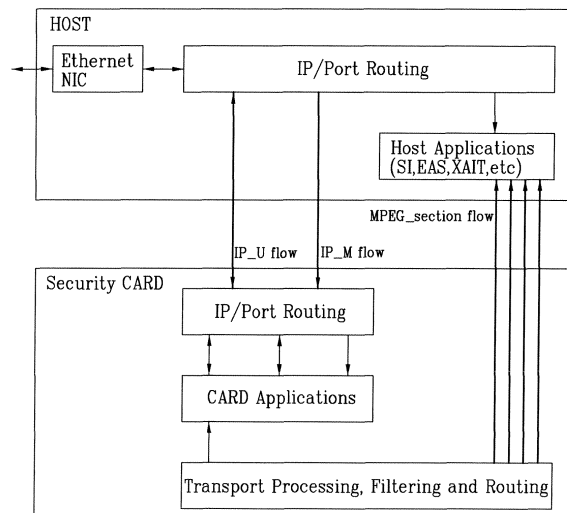 HOST
Ethernet
NIC
IP/Port Routing
Host Applications
(SI,EAS,XAIT,etc)
MPEG_section flow
IP_U flow
IP_M flow
Security CARD
IP/Port Routing
CARD Applications
Transport Processing, Filtering and Routing